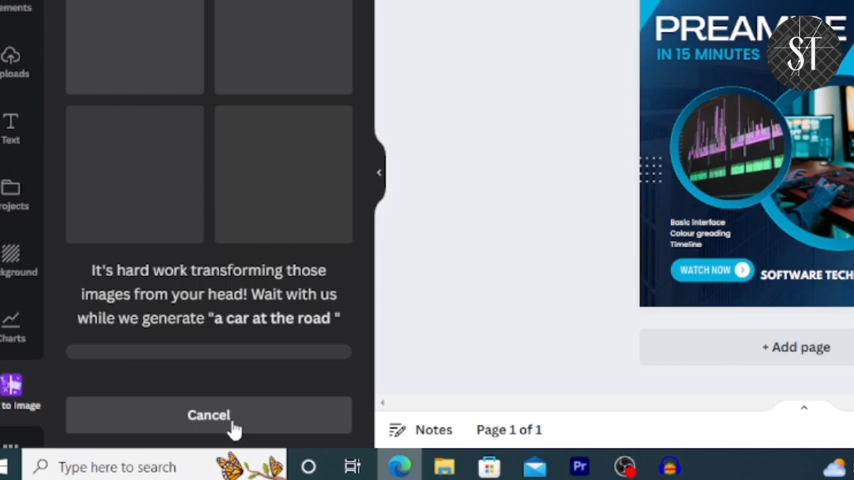 ements
ploads
Text
rojects
kground
Charts
to Image
It's hard work transforming those
images from your head! Wait with us
while we generate "a car at the road "
Cancel
PREAM
IN 15 MINUTES
ST
Basic interface
Colour greading
Timeline
WATCH NOW
SOFTWARE TECH
+ Add page
Notes
Page 1 of 1
Type here to search
Pr